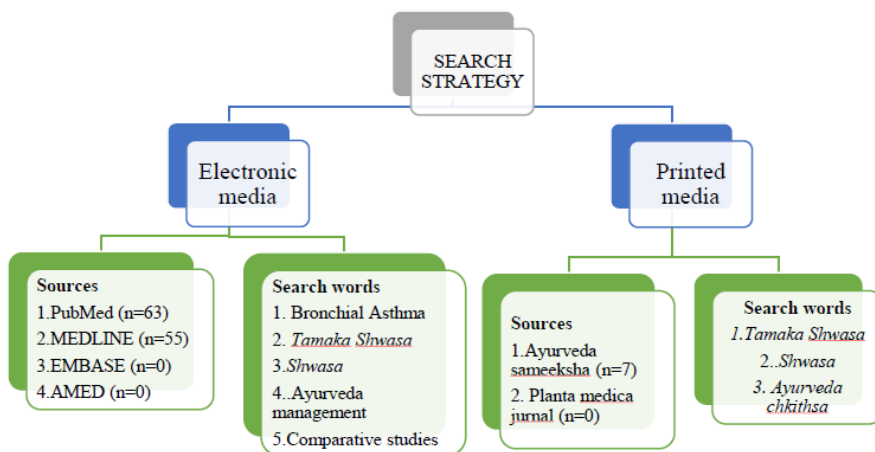 SEARCH
STRATEGY
Electronic
media
Printed
media
Sources
1.PubMed (n=63)
2.MEDLINE (n=55)
3.EMBASE (n=0)
4.AMED (n=0)
Search words
1. Bronchial Asthma
2. Tamaka Shwasa
3.Shwasa
4..Ayurveda
management
5.Comparative studies
Sources
1.Ayurveda
sameeksha (n=7)
2. Planta medica
jurnal (n=0)
Search words
1.Tamaka Shwasa
2..Shwasa
3. Ayurveda
chkithsa